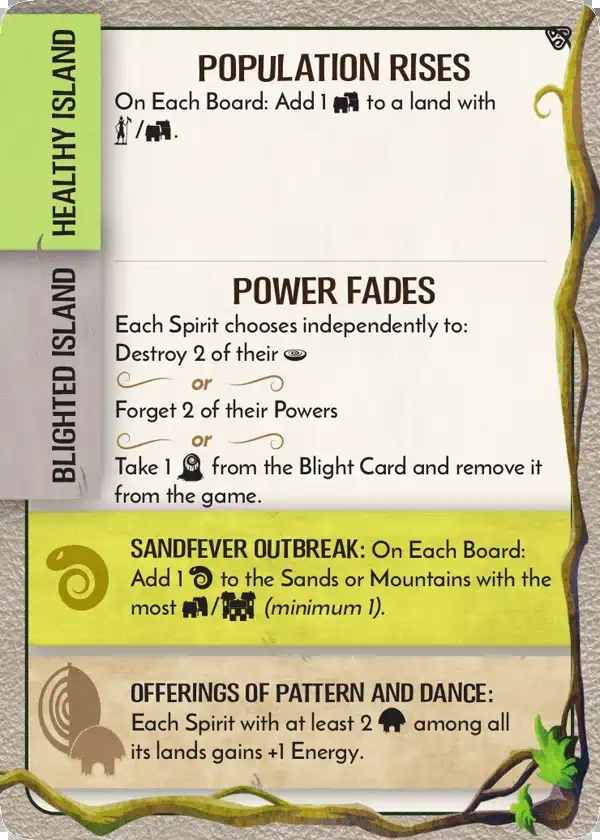 HEALTHY ISLAND
POPULATION RISES
On Each Board: Add 1 to a land with
/ .
BLIGHTED ISLAND
POWER FADES
Each Spirit chooses independently to:
Destroy 2 of their
or
Forget 2 of their Powers
or
Take 1 from the Blight Card and remove it
from the game.
SANDFEVER OUTBREAK: On Each Board:
Add 1 to the Sands or Mountains with the
most / (minimum 1).
OFFERINGS OF PATTERN AND DANCE:
Each Spirit with at least 2 among all
its lands gains +1 Energy.